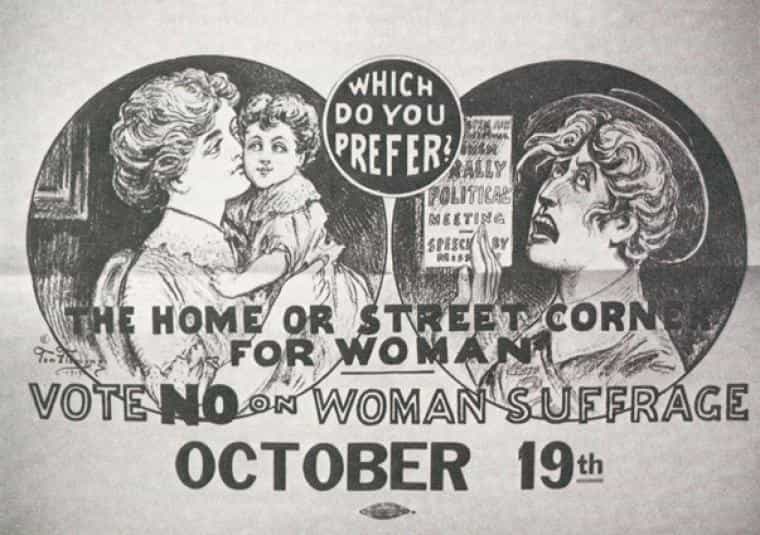 WHICH
DO YOU
PREFER?
RALLY
POLITICAL
MEETING
SPEECH BY
THE HOME OR STREET CORNER
FOR WOMAN?
VOTE NO ON WOMAN SUFFRAGE
OCTOBER 19th